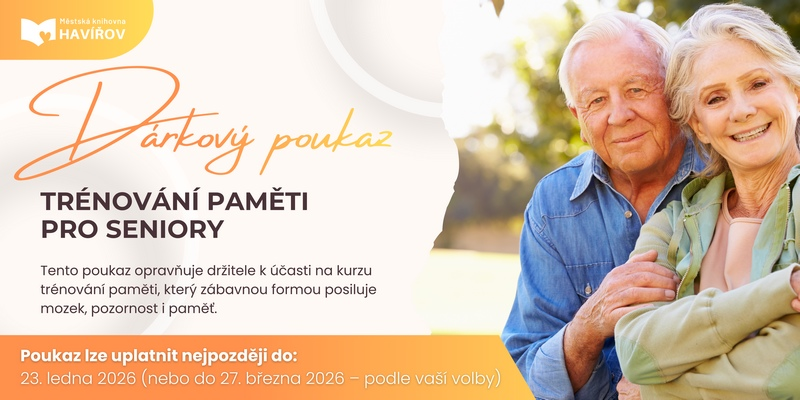 Městská knihovna
HAVÍŘOV
Dárkový poukaz
TRÉNOVÁNÍ PAMĚTI
PRO SENIORY
Tento poukaz opravňuje držitele k účasti na kurzu
trénování paměti, který zábavnou formou posiluje
mozek, pozornost i paměť.
Poukaz lze uplatnit nejpozději do:
23. ledna 2026 (nebo do 27. března 2026 – podle vaší volby)